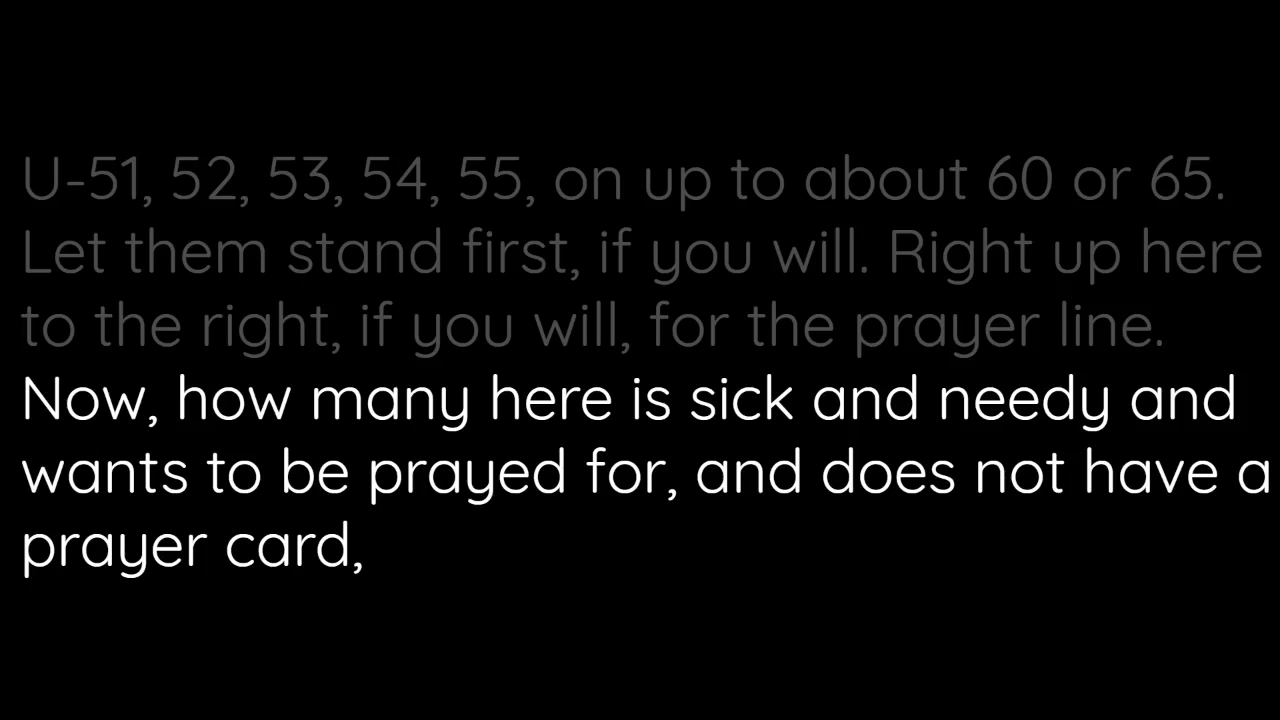 U-51, 52, 53, 54, 55, on up to about 60 or 65.
Let them stand first, if you will. Right up here
to the right, if you will, for the prayer line.
Now, how many here is sick and needy and
wants to be prayed for, and does not have a
prayer card,